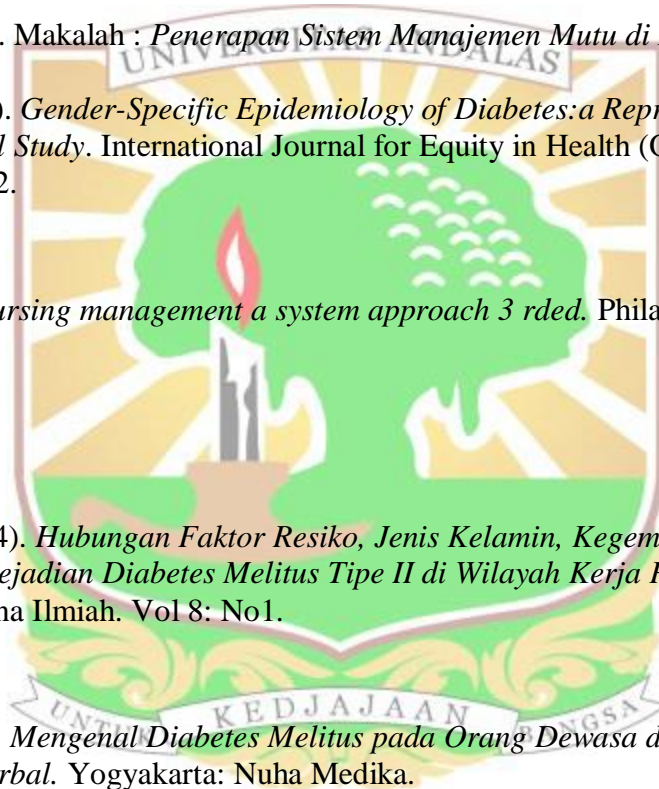 . Makalah : Penerapan Sistem Manajemen Mutu di
UNIVERSITAS ANDALAS
). Gender-Specific Epidemiology of Diabetes:a Repr
l Study. International Journal for Equity in Health (
2.
ursing management a system approach 3 rded. Phila
4). Hubungan Faktor Resiko, Jenis Kelamin, Kegem
ejadian Diabetes Melitus Tipe II di Wilayah Kerja
na Ilmiah. Vol 8: No1.
UNTUK KEDJAJAAN BANGSA
. Mengenal Diabetes Melitus pada Orang Dewasa d
rbal. Yogyakarta: Nuha Medika.